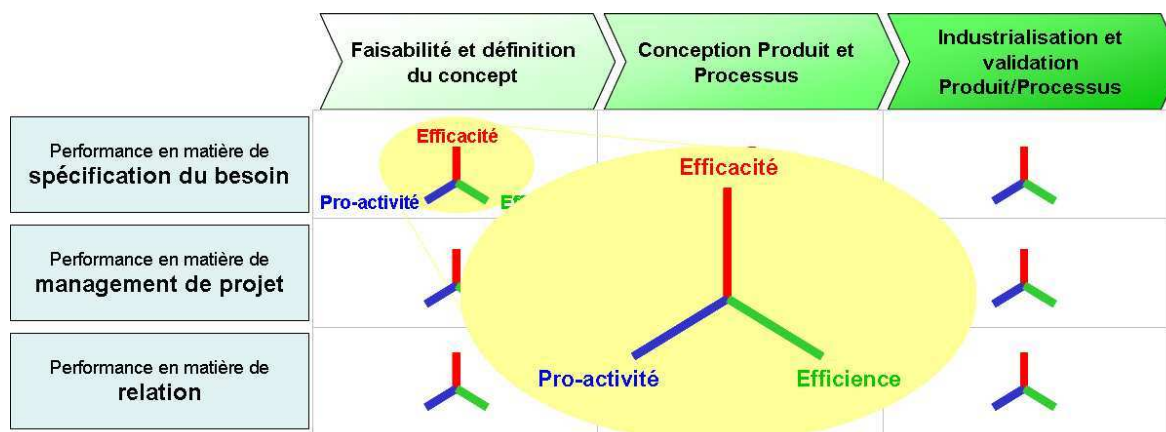 Faisabilité et définition
du concept
Conception Produit et
Processus
Industrialisation et
validation
Produit/Processus
Performance en matière de
spécification du besoin
Efficacité
Pro-activité
Performance en matière de
management de projet
Performance en matière de
relation
Efficacité
Pro-activité
Efficience